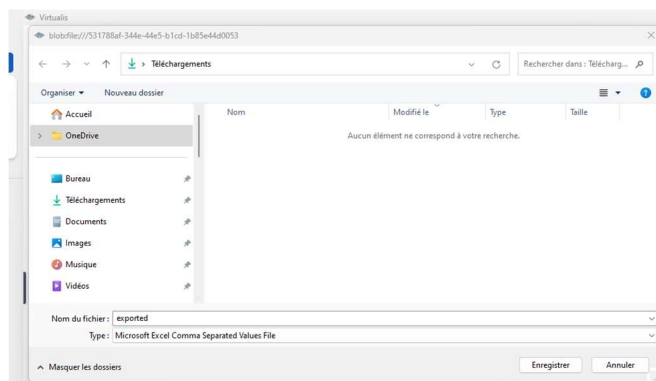 Virtualis
blob:file:///531788af-344e-44e5-b1cd-1b85e44d0053
Téléchargements
Rechercher dans : Télécharg...
Organiser
Nouveau dossier
Accueil
Nom
Modifié le
Type
Taille
OneDrive
Aucun élément ne correspond à votre recherche.
Bureau
Téléchargements
Documents
Images
Musique
Vidéos
Nom du fichier : exported
Type : Microsoft Excel Comma Separated Values File
Masquer les dossiers
Enregistrer
Annuler